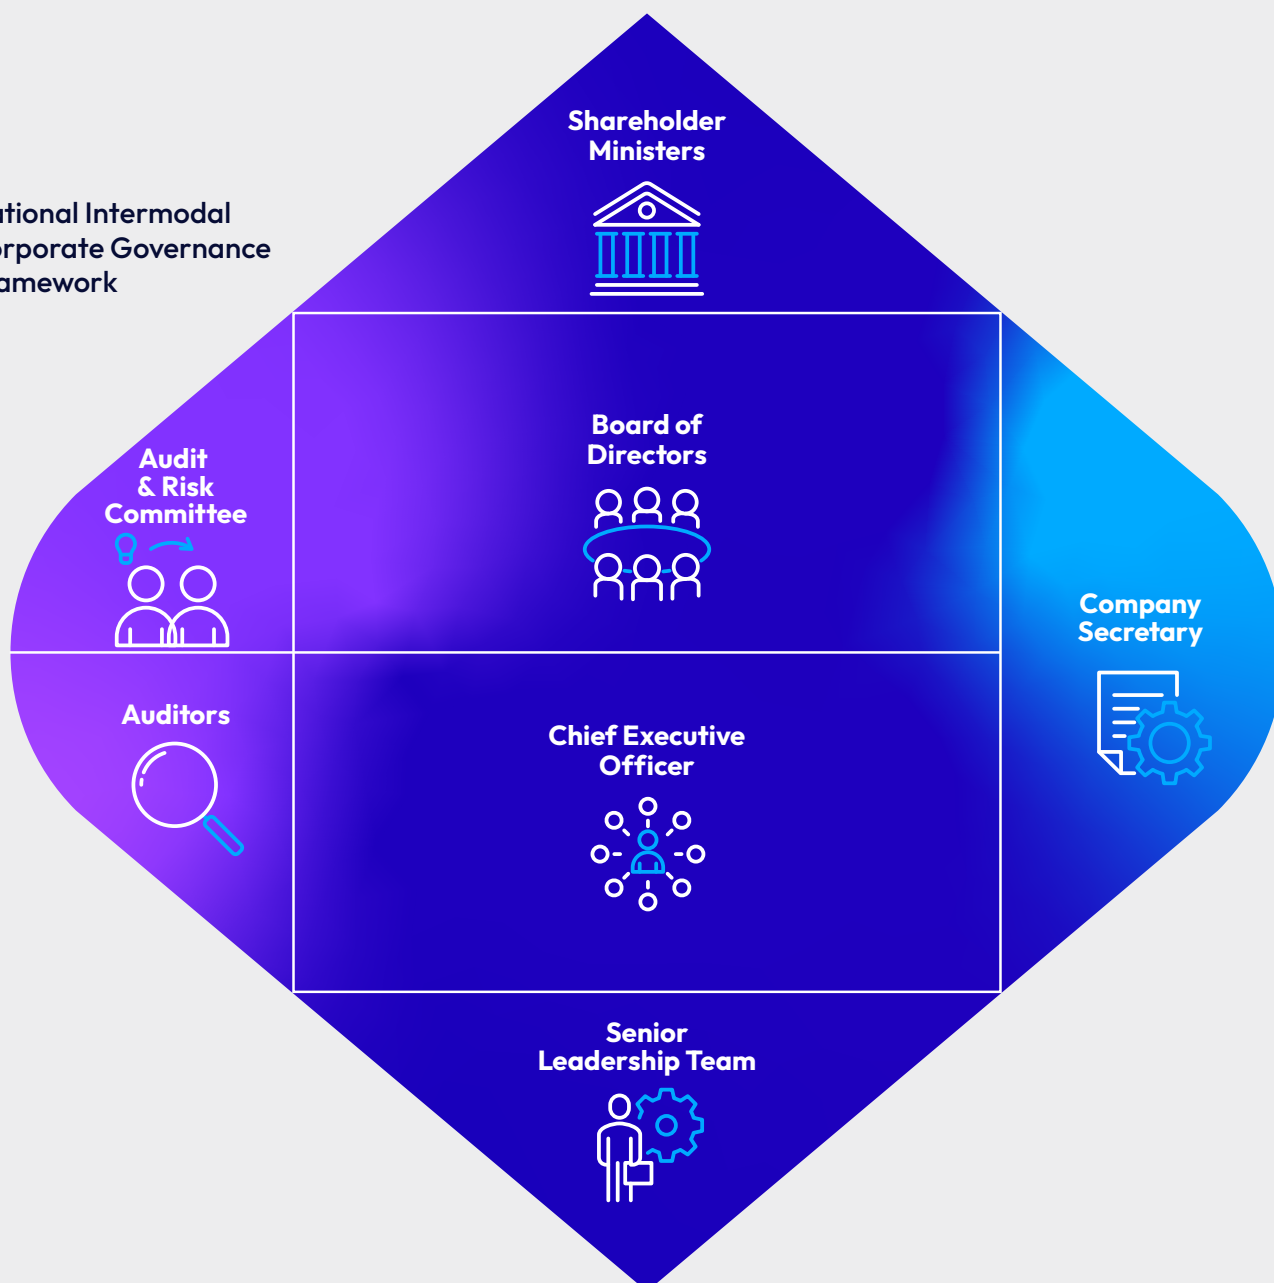 Shareholder
Ministers
ational Intermodal
orporate Governance
amework
Board of
Directors
Audit
& Risk
Committee
Company
Secretary
Auditors
Chief Executive
Officer
Senior
Leadership Team